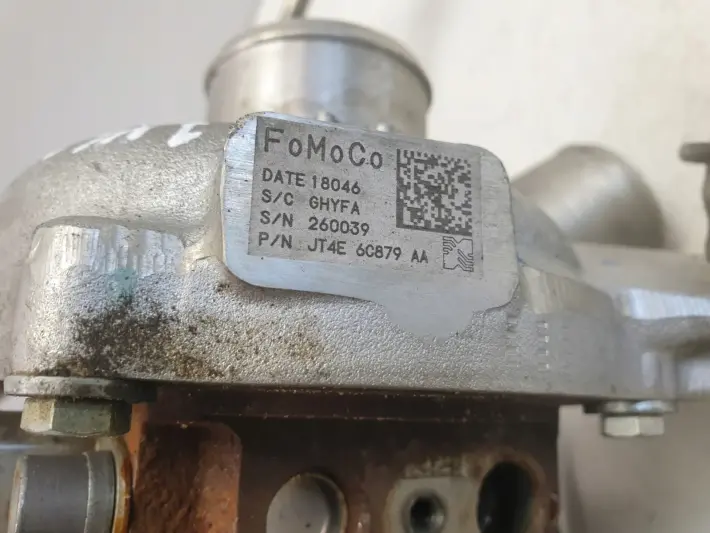 FoMoCo
DATE 18046
S/C GHYFA
S/N 260039
P/N JT4E 6C879 AA